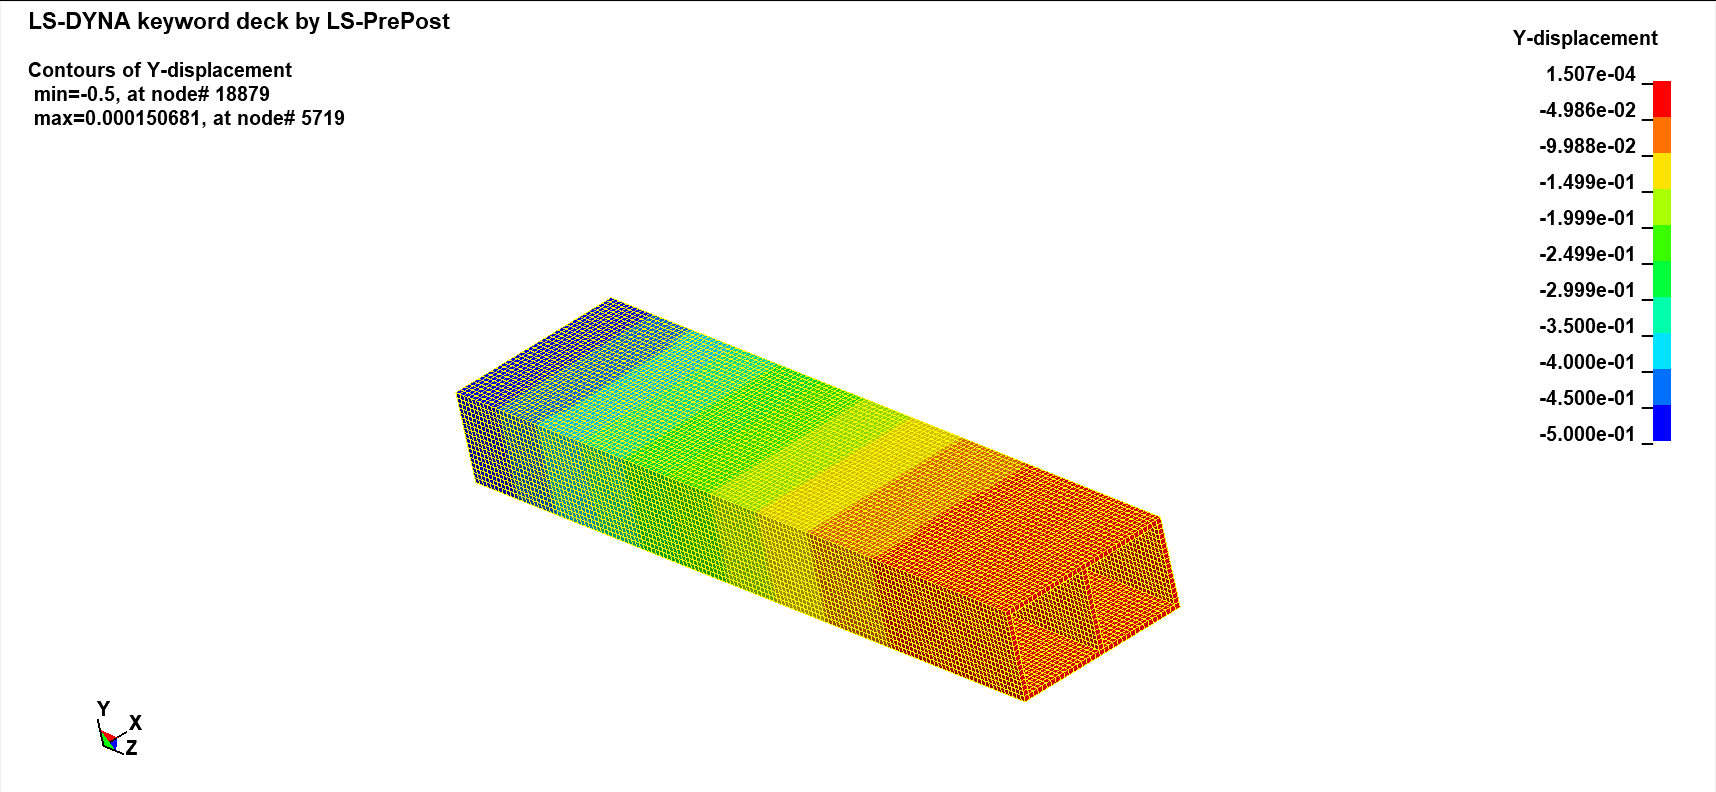 LS-DYNA keyword deck by LS-PrePost
Contours of Y-displacement
min=-0.5, at node# 18879
max=0.000150681, at node# 5719
Y-displacement
1.507e-04
-4.986e-02
-9.988e-02
-1.499e-01
-1.999e-01
-2.499e-01
-2.999e-01
-3.500e-01
-4.000e-01
-4.500e-01
-5.000e-01
Y
X
Z